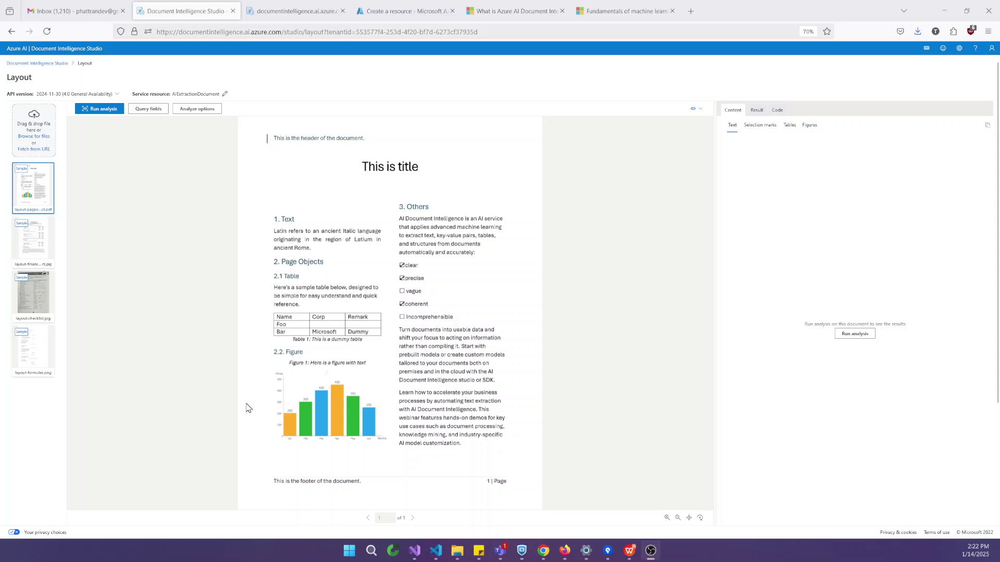 Inbox (1,210) - phattrandev@gn
Document Intelligence Studio -
documentintelligence.ai.azure.c
Create a resource - Microsoft A
What is Azure AI Document Inte
Fundamentals of machine learn
https://documentintelligence.ai.azure.com/studio/layout?tenantid=553577f4-253d-4f20-bf7d-6273cf37935d
70%
6
Azure AI | Document Intelligence Studio
Document Intelligence Studio > Layout
Layout
API version: 2024-11-30 (4.0 General Availability)
Service resource: AIExtractionDocument
Drag & drop file
here or
Browse for files
or
Fetch from URL
Sample
layout-pageo...ct.pdf
Sample
layout-financ... rt.jpg
Sample
layout-checklist.jpg
Sample
layout-formulas.png
Run analysis
Query fields
Analyze options
This is the header of the document.
This is title
1. Text
Latin refers to an ancient Italic language
originating in the region of Latium in
ancient Rome.
2. Page Objects
2.1 Table
Here's a sample table below, designed to
be simple for easy understand and quick
reference.
Name Corp Remark
Foo
Bar Microsoft Dummy
Table 1: This is a dummy table
2.2. Figure
Figure 1: Here is a figure with text
Values
500
400
300
200
100
0
200
300
400
450
350
250
Jan Feb Mar Apr May Jun Months
3. Others
AI Document Intelligence is an AI service
that applies advanced machine learning
to extract text, key-value pairs, tables,
and structures from documents
automatically and accurately:
clear
precise
vague
coherent
Incomprehensible
Turn documents into usable data and
shift your focus to acting on information
rather than compiling it. Start with
prebuilt models or create custom models
tailored to your documents both on
premises and in the cloud with the AI
Document Intelligence studio or SDK.
Learn how to accelerate your business
processes by automating text extraction
with AI Document Intelligence. This
webinar features hands-on demos for key
use cases such as document processing,
knowledge mining, and industry-specific
AI model customization.
This is the footer of the document.
1 | Page
1 of 1
Content
Result
Code
Text
Selection marks
Tables
Figures
Run analysis on this document to see the results
Run analysis
Your privacy choices
Privacy & cookies
Terms of use
© Microsoft 2022
1
2:22 PM
1/14/2025